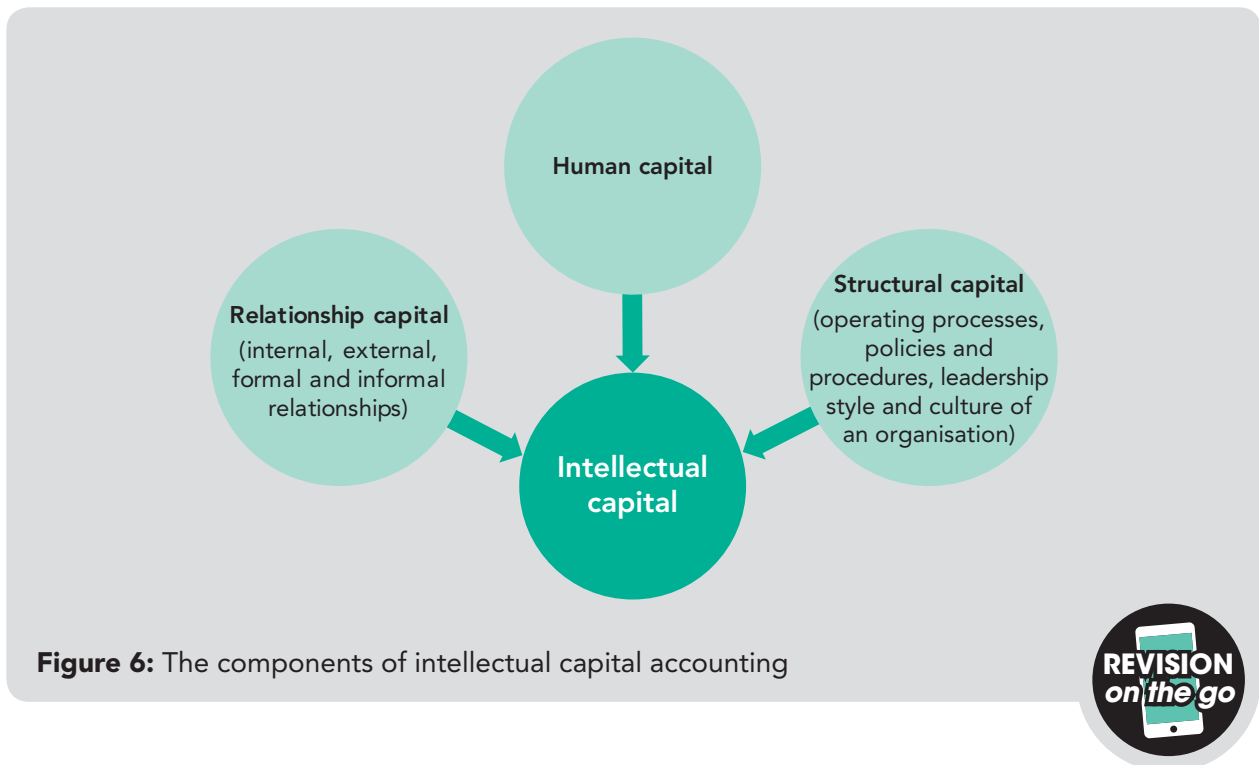 Human capital
Relationship capital
(internal, external,
formal and informal
relationships)
Structural capital
(operating processes,
policies and
procedures, leadership
style and culture of
an organisation)
Intellectual
capital
Figure 6: The components of intellectual capital accounting
REVISION
on the go